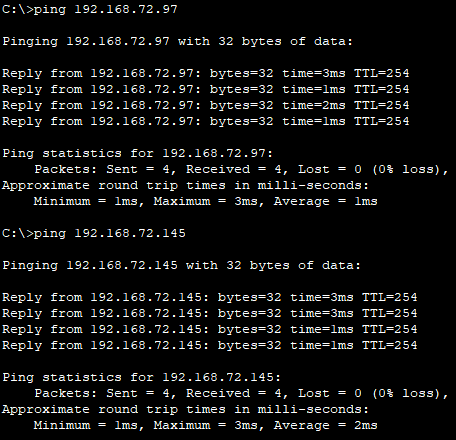 C:\>ping 192.168.72.97
Pinging 192.168.72.97 with 32 bytes of data:
Reply from 192.168.72.97: bytes=32 time=3ms TTL=254
Reply from 192.168.72.97: bytes=32 time=1ms TTL=254
Reply from 192.168.72.97: bytes=32 time=2ms TTL=254
Reply from 192.168.72.97: bytes=32 time=1ms TTL=254
Ping statistics for 192.168.72.97:
    Packets: Sent = 4, Received = 4, Lost = 0 (0% loss),
Approximate round trip times in milli-seconds:
    Minimum = 1ms, Maximum = 3ms, Average = 1ms
C:\>ping 192.168.72.145
Pinging 192.168.72.145 with 32 bytes of data:
Reply from 192.168.72.145: bytes=32 time=3ms TTL=254
Reply from 192.168.72.145: bytes=32 time=3ms TTL=254
Reply from 192.168.72.145: bytes=32 time=1ms TTL=254
Reply from 192.168.72.145: bytes=32 time=1ms TTL=254
Ping statistics for 192.168.72.145:
    Packets: Sent = 4, Received = 4, Lost = 0 (0% loss),
Approximate round trip times in milli-seconds:
    Minimum = 1ms, Maximum = 3ms, Average = 2ms